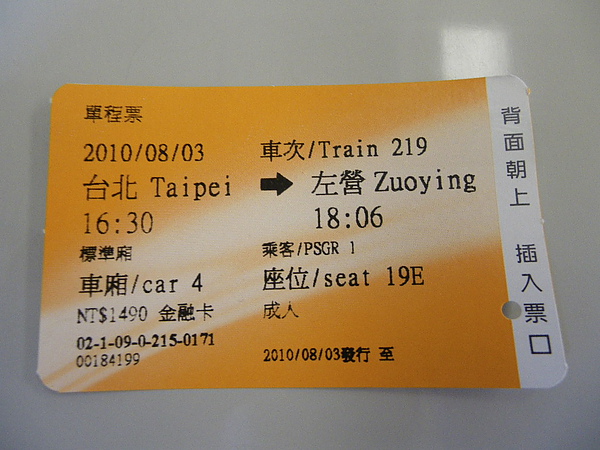 單程票
2010/08/03 車次/Train 219
台北 Taipei → 左營 Zuoying
16:30 18:06
標準廂 乘客/PSGR 1
車廂/car 4 座位/seat 19E
NT$1490 金融卡 成人
02-1-09-0-215-0171
00184199 2010/08/03發行 至
背面朝上 插入票口